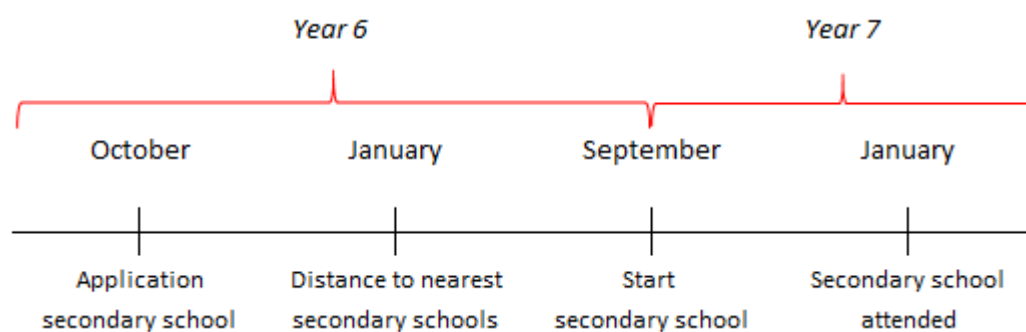 Year 6
Year 7
October
January
September
January
Application
secondary school
Distance to nearest
secondary schools
Start
secondary school
Secondary school
attended